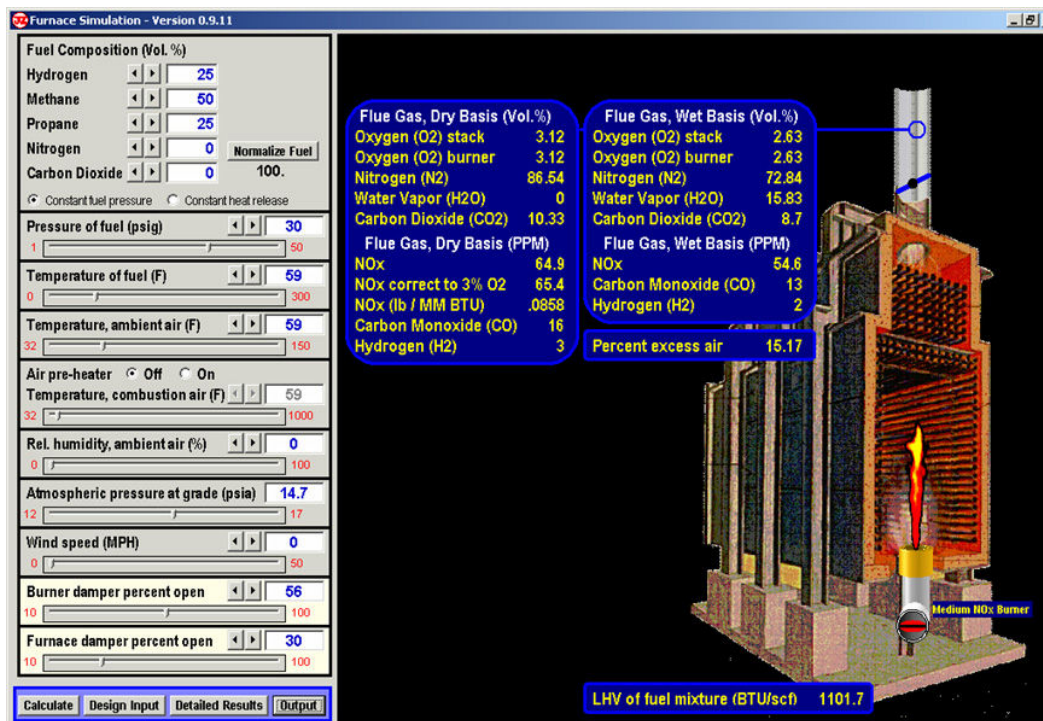 Furnace Simulation - Version 0.9.11
Fuel Composition (Vol. %)
Hydrogen 25
Methane 50
Propane 25
Nitrogen 0
Normalize Fuel
Carbon Dioxide 0
100.
Constant fuel pressure Constant heat release
Pressure of fuel (psig) 30
1 50
Temperature of fuel (F) 59
0 300
Temperature, ambient air (F) 59
32 150
Air pre-heater Off On
Temperature, combustion air (F) 59
32 1000
Rel. humidity, ambient air (%) 0
0 100
Atmospheric pressure at grade (psia) 14.7
12 17
Wind speed (MPH) 0
0 50
Burner damper percent open 56
10 100
Furnace damper percent open 30
10 100
Calculate Design Input Detailed Results Output
Flue Gas, Dry Basis (Vol.%)
Oxygen (O2) stack 3.12
Oxygen (O2) burner 3.12
Nitrogen (N2) 86.54
Water Vapor (H2O) 0
Carbon Dioxide (CO2) 10.33
Flue Gas, Dry Basis (PPM)
NOx 64.9
NOx correct to 3% O2 65.4
NOx (lb / MM BTU) .0858
Carbon Monoxide (CO) 16
Hydrogen (H2) 3
Flue Gas, Wet Basis (Vol.%)
Oxygen (O2) stack 2.63
Oxygen (O2) burner 2.63
Nitrogen (N2) 72.84
Water Vapor (H2O) 15.83
Carbon Dioxide (CO2) 8.7
Flue Gas, Wet Basis (PPM)
NOx 54.6
Carbon Monoxide (CO) 13
Hydrogen (H2) 2
Percent excess air 15.17
Medium NOx Burner
LHV of fuel mixture (BTU/scf) 1101.7